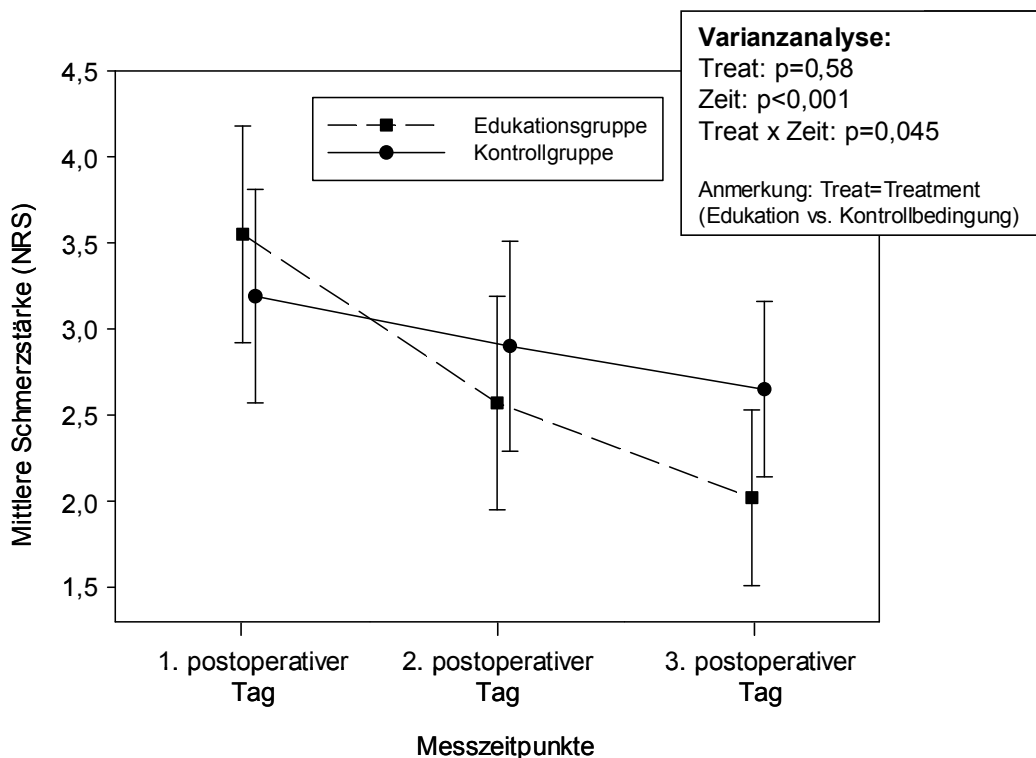 Varianzanalyse:
Treat: p=0,58
Zeit: p<0,001
Treat x Zeit: p=0,045
Anmerkung: Treat=Treatment
(Edukation vs. Kontrollbedingung)
Edukationsgruppe
Kontrollgruppe
Mittlere Schmerzstärke (NRS)
4,5
4,0
3,5
3,0
2,5
2,0
1,5
1. postoperativer
Tag
2. postoperativer
Tag
3. postoperativer
Tag
Messzeitpunkte